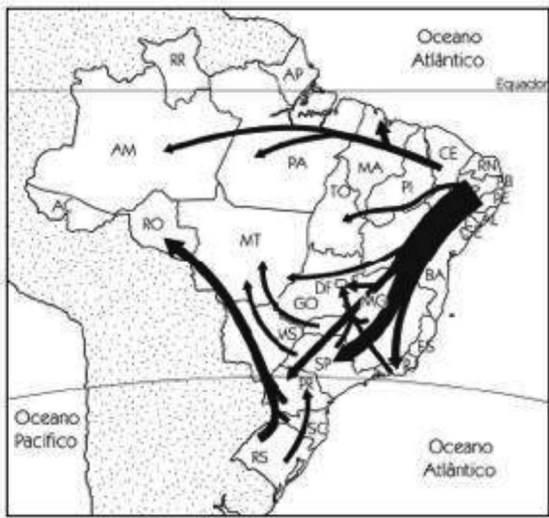 Oceano
Atlântico
RR
AP
Equador
AM
PA
MA
CE
RN
PB
PE
AL
PI
TO
A
RO
MT
BA
DF
GO
MG
MS
ES
SP
PR
SC
RS
Oceano
Pacífico
Oceano
Atlântico